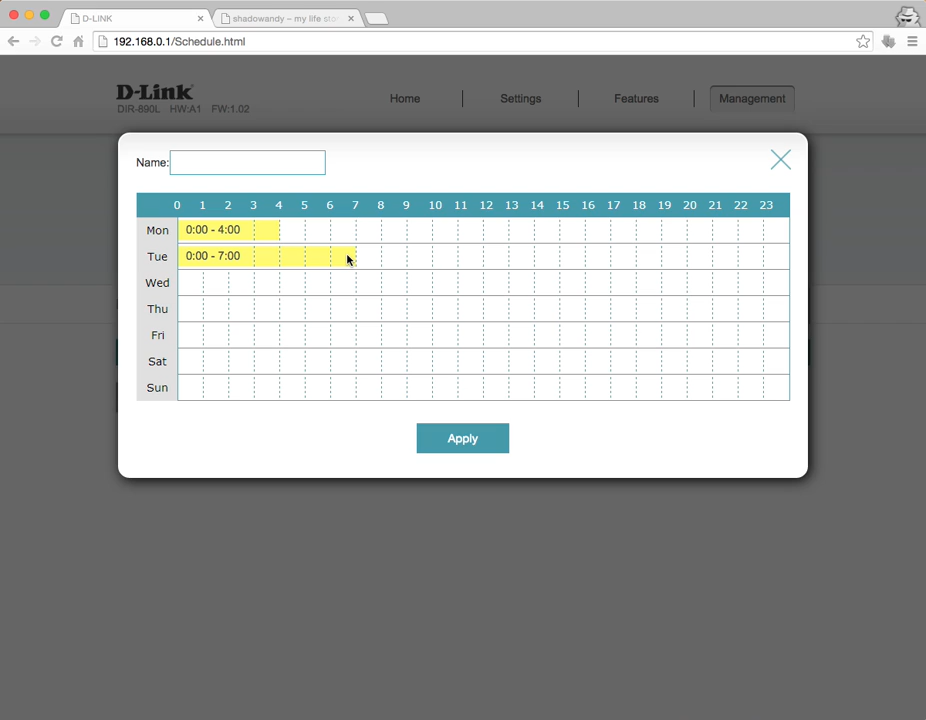 D-LINK
shadowandy – my life sto
192.168.0.1/Schedule.html
D-Link
DIR-890L HW:A1 FW:1.02
Home
Settings
Features
Management
Name:
0 1 2 3 4 5 6 7 8 9 10 11 12 13 14 15 16 17 18 19 20 21 22 23
Mon 0:00 - 4:00
Tue 0:00 - 7:00
Wed
Thu
Fri
Sat
Sun
Apply